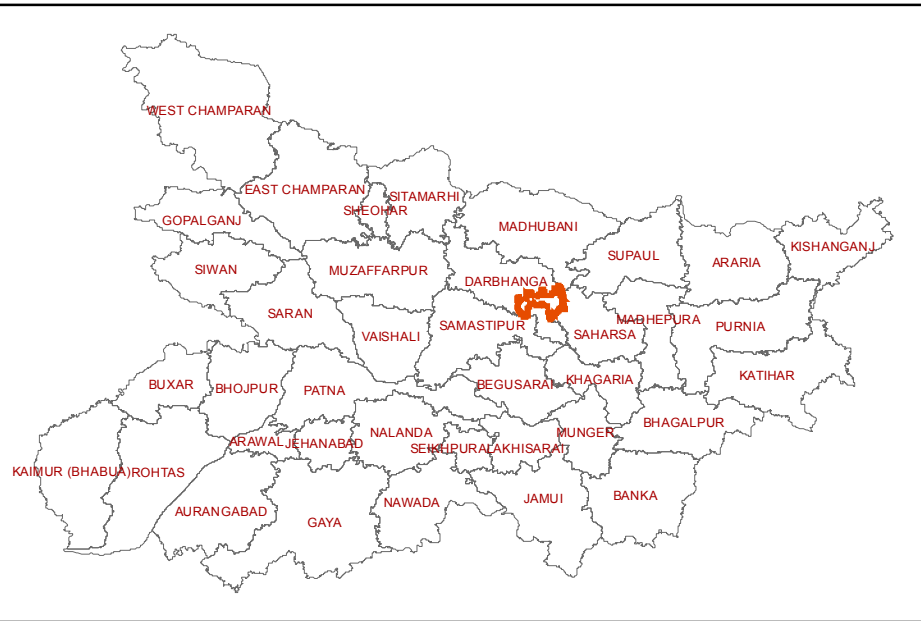 WEST CHAMPARAN
EAST CHAMPARAN
SITAMARHI
SHEOHAR
GOPALGANJ
MADHUBANI
KISHANGANJ
SUPAUL
ARARIA
SIWAN
MUZAFFARPUR
DARBHANGA
SARAN
VAISHALI
SAMASTIPUR
SAHARSA
MADHEPURA
PURNIA
BUXAR
BHOJPUR
PATNA
BEGUSARAI
KHAGARIA
KATIHAR
ARAWAL
JEHANABAD
NALANDA
SEIKHPURA
LAKHISARAT
MUNGER
BHAGALPUR
KAIMUR (BHABUA)
ROHTAS
AURANGABAD
GAYA
NAWADA
JAMUI
BANKA